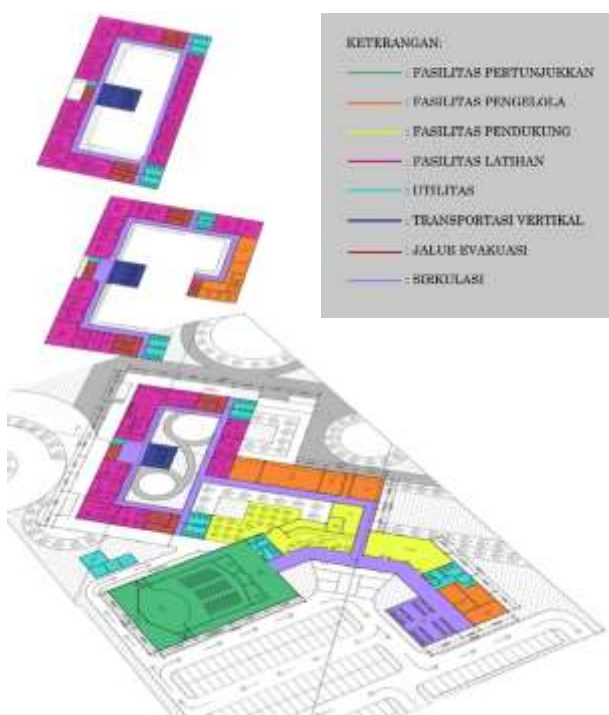 KETERANGAN:
: FASILITAS PERTUNJUKKAN
: FASILITAS PENGELOLA
: FASILITAS PENDUKUNG
: FASILITAS LATIHAN
: UTILITAS
: TRANSPORTASI VERTIKAL
: JALUR EVAKUASI
: SIRKULASI